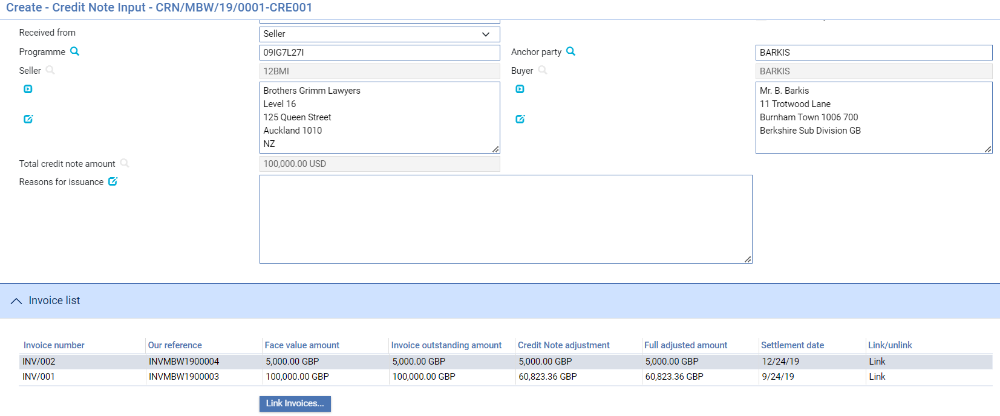 Create - Credit Note Input - CRN/MBW/19/0001-CRE001
Received from
Seller
Programme
09IG7L27I
Anchor party
BARKIS
Seller
12BMI
Buyer
BARKIS
Brothers Grimm Lawyers
Level 16
125 Queen Street
Auckland 1010
NZ
Mr. B. Barkis
11 Trotwood Lane
Burnham Town 1006 700
Berkshire Sub Division GB
Total credit note amount
100,000.00 USD
Reasons for issuance
Invoice list
Invoice number Our reference Face value amount Invoice outstanding amount Credit Note adjustment Full adjusted amount Settlement date Link/unlink
INV/002 INVMBW1900004 5,000.00 GBP 5,000.00 GBP 5,000.00 GBP 5,000.00 GBP 12/24/19 Link
INV/001 INVMBW1900003 100,000.00 GBP 100,000.00 GBP 60,823.36 GBP 60,823.36 GBP 9/24/19 Link
Link Invoices...